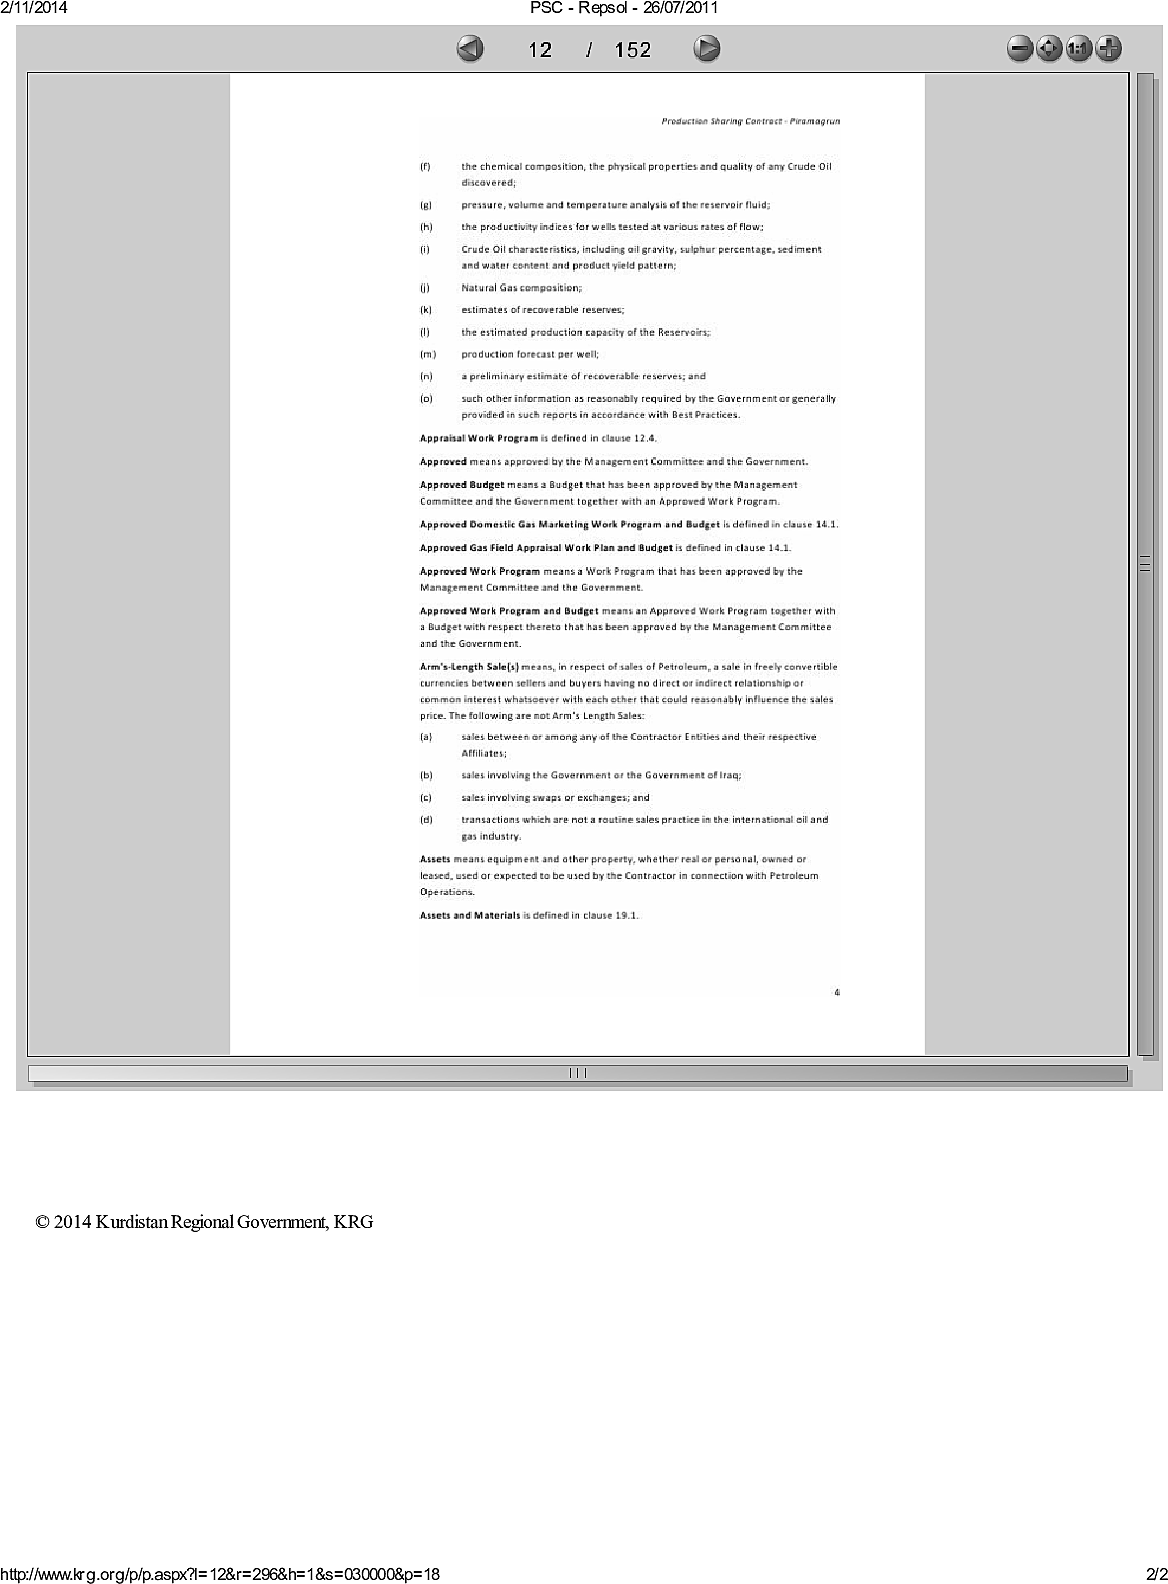 2/11/2014
PSC - Repsol - 26/07/2011
12 / 152
1:1
Production Sharing Contract - Piramagrun
(f) the chemical composition, the physical properties and quality of any Crude Oil
discovered;
(g) pressure, volume and temperature analysis of the reservoir fluid;
(h) the productivity indices for wells tested at various rates of flow;
(i) Crude Oil characteristics, including oil gravity, sulphur percentage, sediment
and water content and product yield pattern;
(j) Natural Gas composition;
(k) estimates of recoverable reserves;
(l) the estimated production capacity of the Reservoirs;
(m) production forecast per well;
(n) a preliminary estimate of recoverable reserves; and
(o) such other information as reasonably required by the Government or generally
provided in such reports in accordance with Best Practices.
Appraisal Work Program is defined in clause 12.4.
Approved means approved by the Management Committee and the Government.
Approved Budget means a Budget that has been approved by the Management
Committee and the Government together with an Approved Work Program.
Approved Domestic Gas Marketing Work Program and Budget is defined in clause 14.1.
Approved Gas Field Appraisal Work Plan and Budget is defined in clause 14.1.
Approved Work Program means a Work Program that has been approved by the
Management Committee and the Government.
Approved Work Program and Budget means an Approved Work Program together with
a Budget with respect thereto that has been approved by the Management Committee
and the Government.
Arm's-Length Sale(s) means, in respect of sales of Petroleum, a sale in freely convertible
currencies between sellers and buyers having no direct or indirect relationship or
common interest whatsoever with each other that could reasonably influence the sales
price. The following are not Arm's Length Sales:
(a) sales between or among any of the Contractor Entities and their respective
Affiliates;
(b) sales involving the Government or the Government of Iraq;
(c) sales involving swaps or exchanges; and
(d) transactions which are not a routine sales practice in the international oil and
gas industry.
Assets means equipment and other property, whether real or personal, owned or
leased, used or expected to be used by the Contractor in connection with Petroleum
Operations.
Assets and Materials is defined in clause 19.1.
4
© 2014 Kurdistan Regional Government, KRG
http://www.krg.org/p/p.aspx?l=12&r=296&h=1&s=030000&p=18
2/2